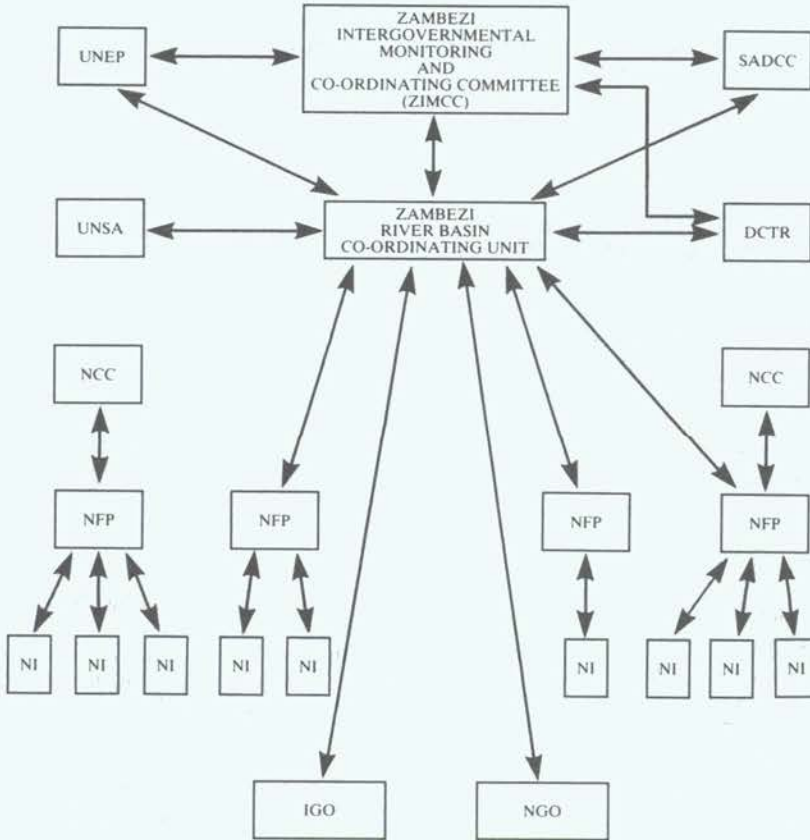 ZAMBEZI
INTERGOVERNMENTAL
MONITORING
AND
CO-ORDINATING COMMITTEE
(ZIMCC)
UNEP
SADCC
UNSA
ZAMBEZI
RIVER BASIN
CO-ORDINATING UNIT
DCTR
NCC
NCC
NFP
NFP
NFP
NFP
NI
NI
NI
NI
NI
NI
NI
NI
NI
IGO
NGO